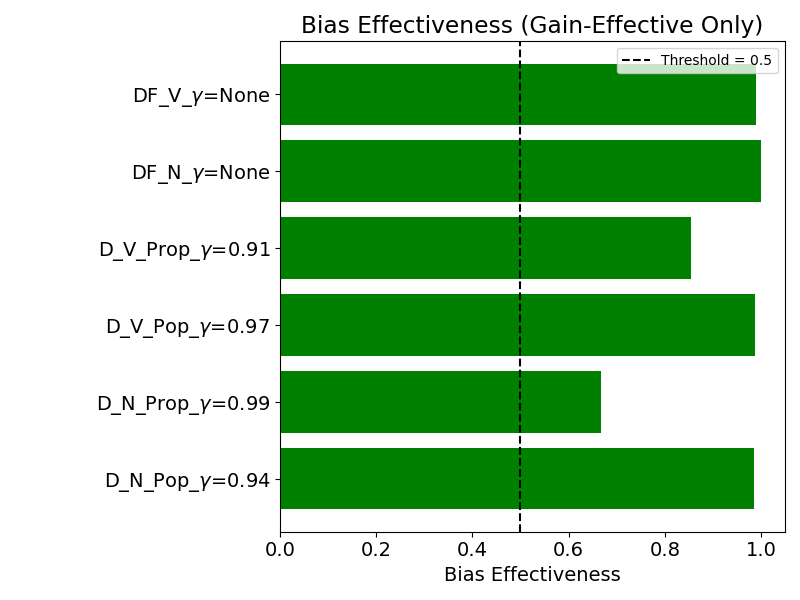 Bias Effectiveness (Gain-Effective Only)
Threshold = 0.5
DF_V_γ=None
DF_N_γ=None
D_V_Prop_γ=0.91
D_V_Pop_γ=0.97
D_N_Prop_γ=0.99
D_N_Pop_γ=0.94
0.0 0.2 0.4 0.6 0.8 1.0
Bias Effectiveness